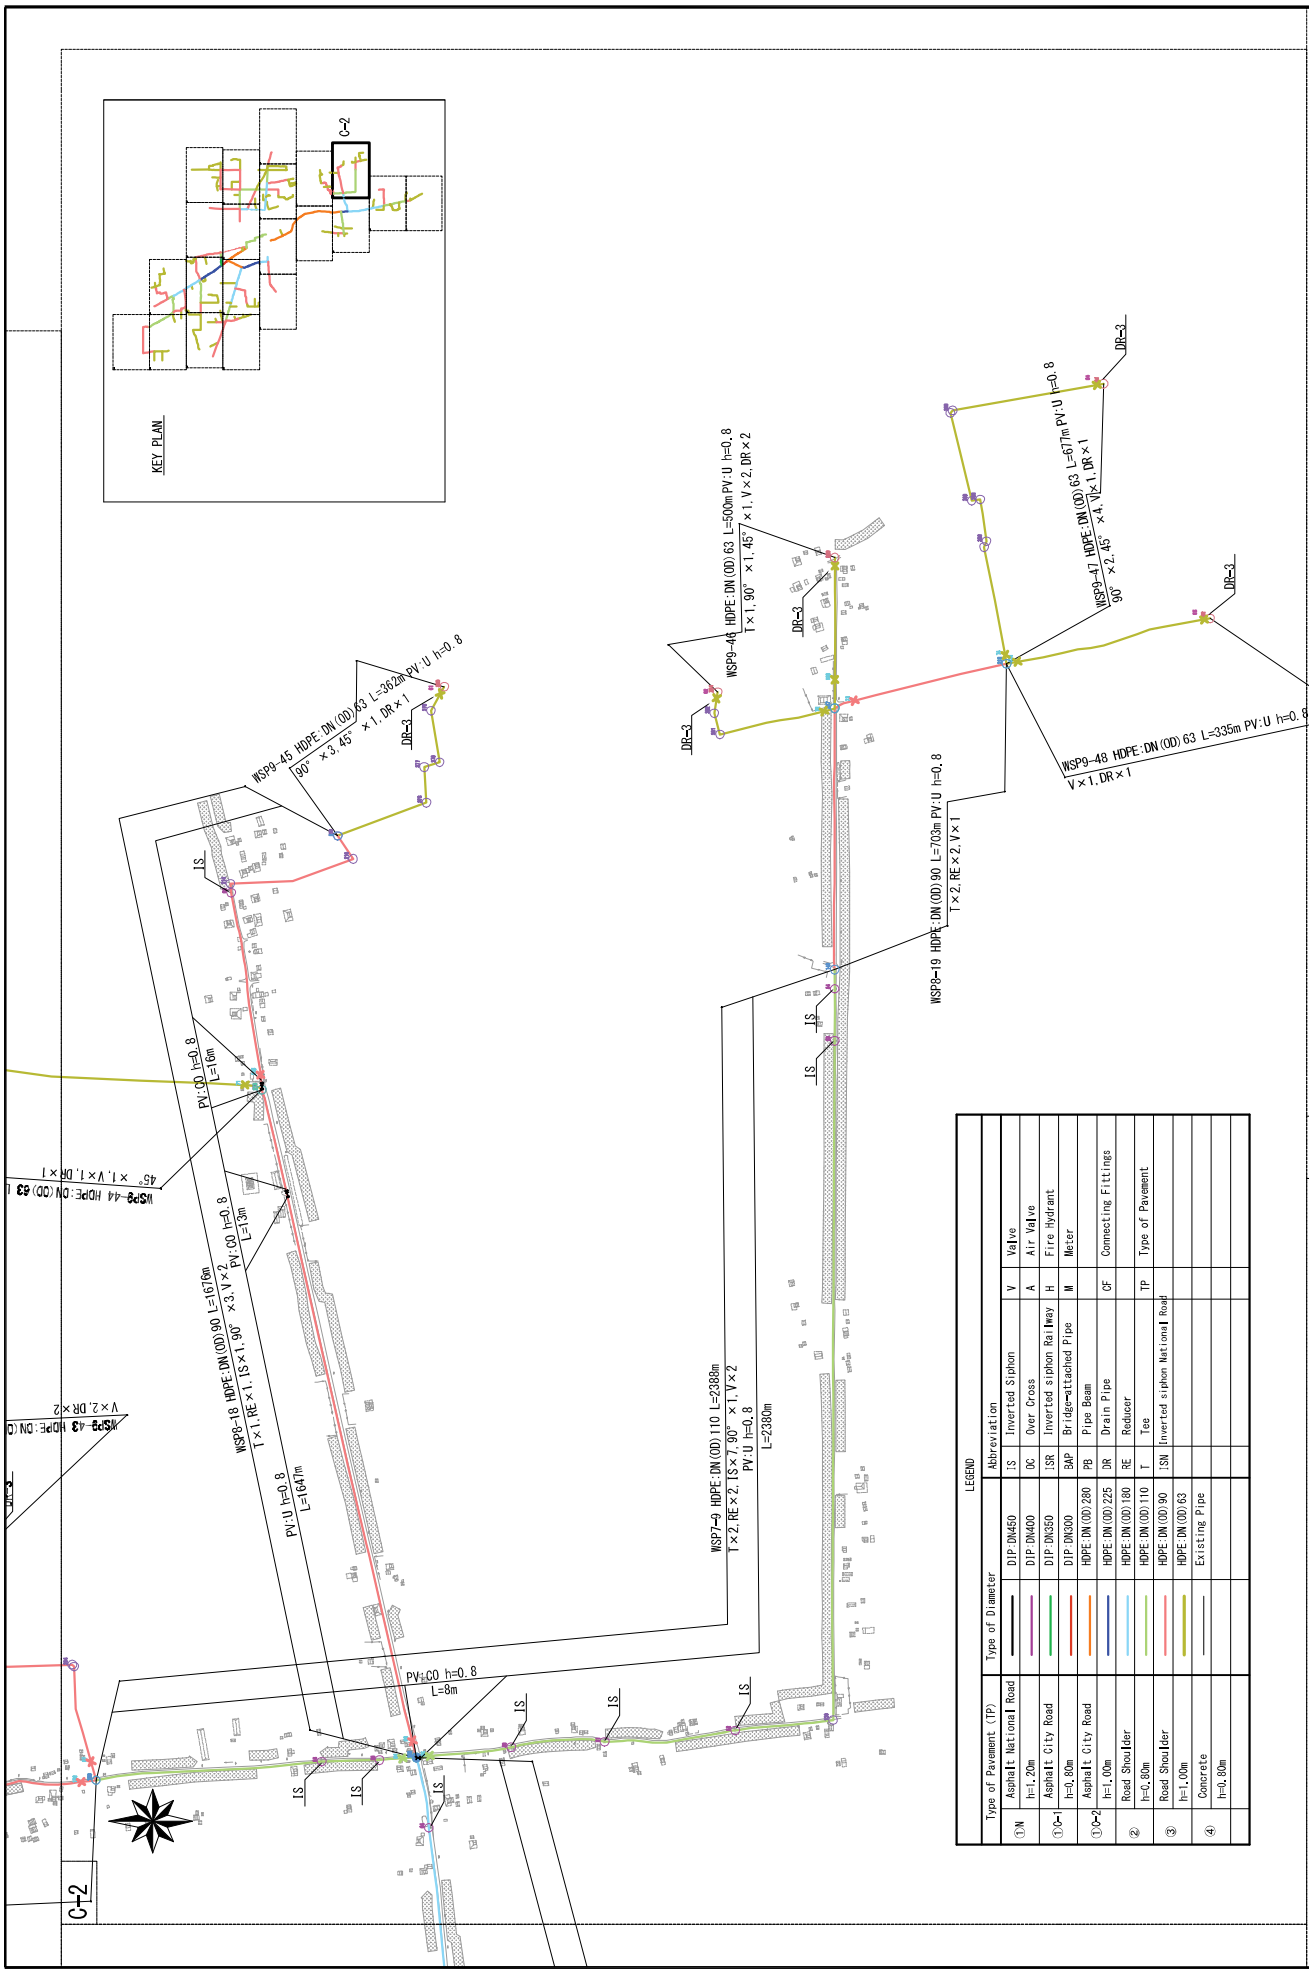 C-2
KEY PLAN
C-2
WSP9-45 HDPE:DN(OD)63 L=362m PV:U h=0.8
90° ×3,45° ×1,DR×1
DR-3
IS
WSP9-46 HDPE:DN(OD)63 L=500m PV:U h=0.8
T×1,90° ×1,45° ×1,V×2,DR×2
DR-3
DR-3
WSP9-47 HDPE:DN(OD)63 L=677m PV:U h=0.8
90° ×2,45° ×4,V×1,DR×1
DR-3
DR-3
WSP9-48 HDPE:DN(OD)63 L=335m PV:U h=0.8
V×1,DR×1
WSP8-19 HDPE:DN(OD)90 L=703m PV:U h=0.8
T×2,RE×2,V×1
IS
IS
PV:CO h=0.8
L=16m
WSP9-44 HDPE:DN(OD)63 L
45° ×1,V×1,DR×1
PV:CO h=0.8
L=13m
WSP8-18 HDPE:DN(OD)90 L=1676m
T×1,RE×1,IS×1,90° ×3,V×2
PV:U h=0.8
L=1647m
WSP9-43 HDPE:DN(O
V×2,DR×2
DR-3
WSP7-9 HDPE:DN(OD)110 L=2388m
T×2,RE×2,IS×7,90° ×1,V×2
PV:U h=0.8
L=2380m
PV:CO h=0.8
L=8m
IS
IS
IS
IS
IS
IS
LEGEND
Type of Pavement (TP) Type of Diameter Abbreviation
①N Asphalt National Road DIP:DN450 IS Inverted Siphon V Valve
h=1.20m DIP:DN400 OC Over Cross A Air Valve
①C-1 Asphalt City Road DIP:DN350 ISR Inverted siphon Railway H Fire Hydrant
h=0.80m DIP:DN300 BAP Bridge-attached Pipe M Meter
①C-2 Asphalt City Road HDPE:DN(OD)280 PB Pipe Beam
h=1.00m HDPE:DN(OD)225 DR Drain Pipe CF Connecting Fittings
② Road Shoulder HDPE:DN(OD)180 RE Reducer
h=0.80m HDPE:DN(OD)110 T Tee TP Type of Pavement
③ Road Shoulder HDPE:DN(OD)90 ISN Inverted siphon National Road
h=1.00m HDPE:DN(OD)63
④ Concrete Existing Pipe
h=0.80m